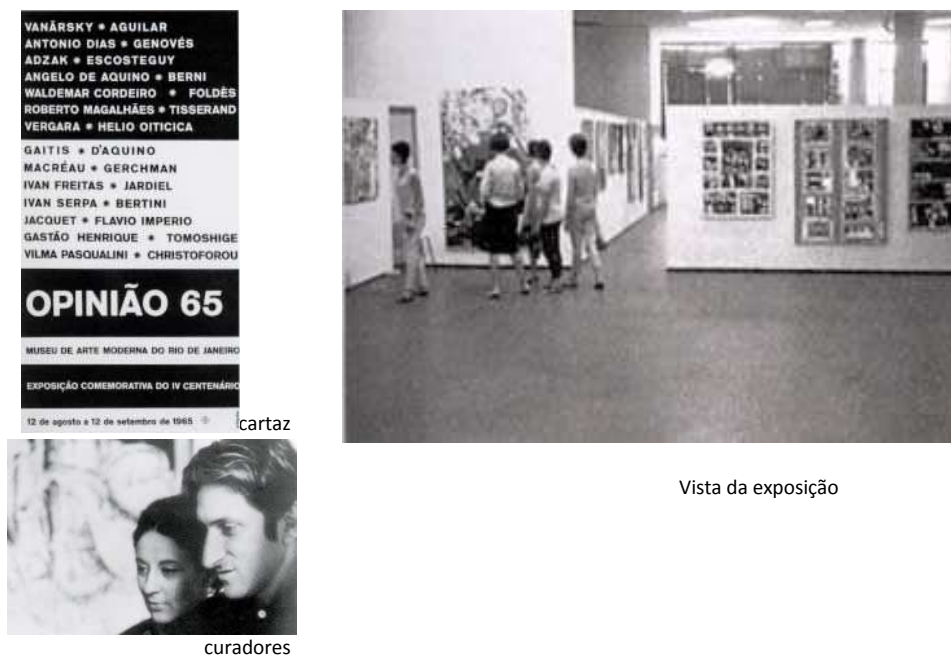 VANÂRSKY * AGUILAR
ANTONIO DIAS * GENOVÉS
ADZAK * ESCOSTEGUY
ANGELO DE AQUINO * BERNI
WALDEMAR CORDEIRO * FOLDÈS
ROBERTO MAGALHÃES * TISSERAND
VERGARA * HELIO OITICICA
GAITIS * D'AQUINO
MACRÉAU * GERCHMAN
IVAN FREITAS * JARDIEL
IVAN SERPA * BERTINI
JACQUET * FLAVIO IMPERIO
GASTÃO HENRIQUE * TOMOSHIGE
VILMA PASQUALINI * CHRISTOFOROU
OPINIÃO 65
MUSEU DE ARTE MODERNA DO RIO DE JANEIRO
EXPOSIÇÃO COMEMORATIVA DO IV CENTENÁRIO
12 de agosto a 12 de setembro de 1965
cartaz
Vista da exposição
curadores